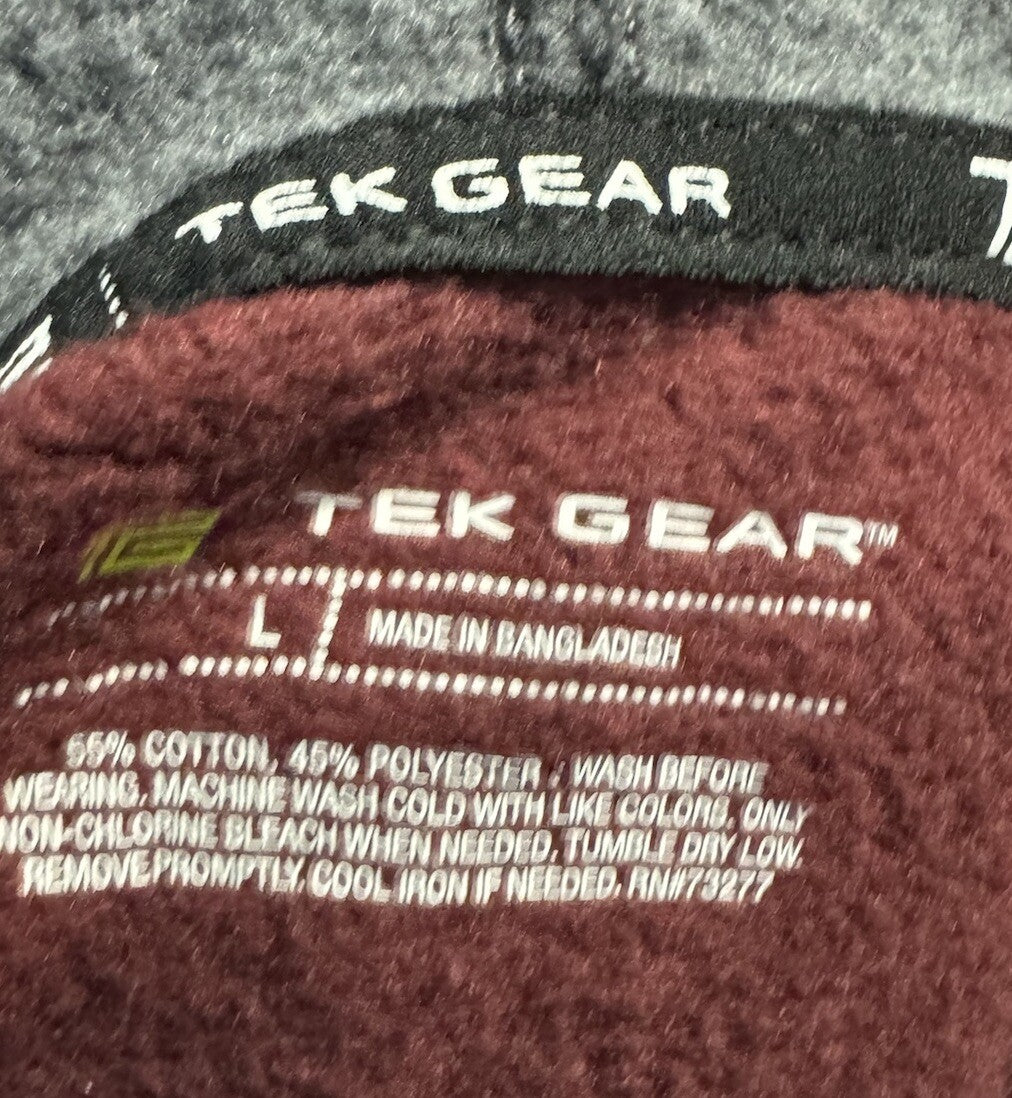 TEK GEAR
TEK GEAR™
L
MADE IN BANGLADESH
55% COTTON, 45% POLYESTER / WASH BEFORE
WEARING. MACHINE WASH COLD WITH LIKE COLORS, ONLY
NON-CHLORINE BLEACH WHEN NEEDED, TUMBLE DRY LOW,
REMOVE PROMPTLY, COOL IRON IF NEEDED. RN#73277